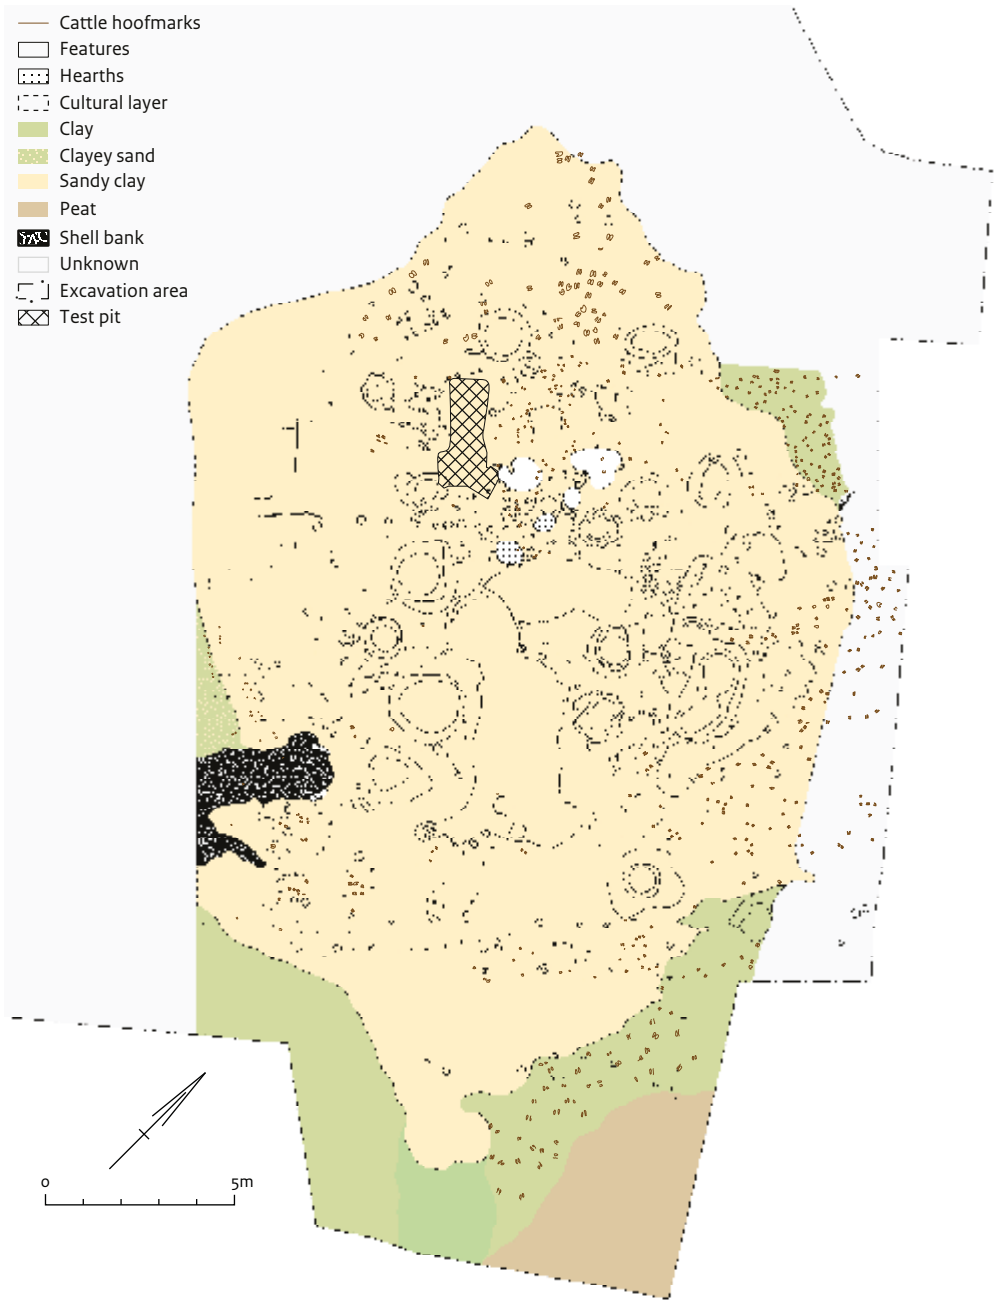 Cattle hoofmarks
Features
Hearths
Cultural layer
Clay
Clayey sand
Sandy clay
Peat
Shell bank
Unknown
Excavation area
Test pit
0 5m